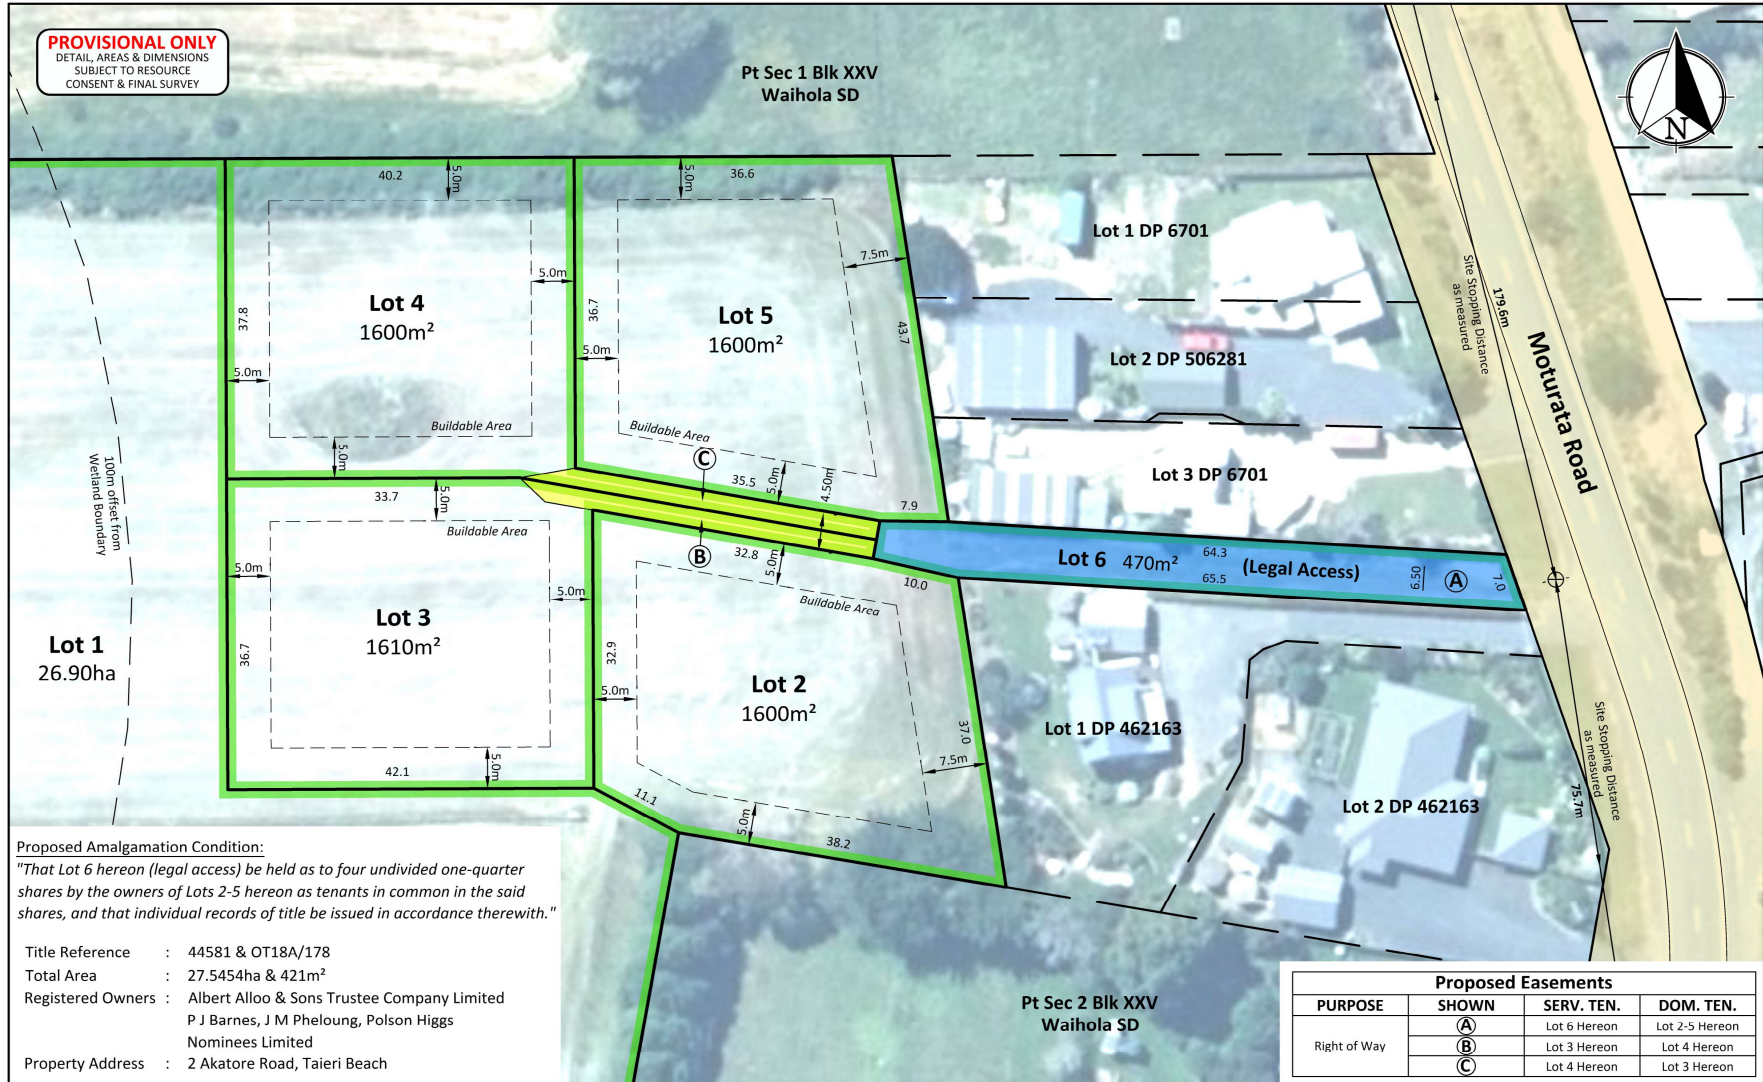 PROVISIONAL ONLY
DETAIL, AREAS & DIMENSIONS
SUBJECT TO RESOURCE
CONSENT & FINAL SURVEY
Pt Sec 1 Blk XXV
Waihola SD
N
40.2
5.0m
5.0m
36.6
Lot 1 DP 6701
7.5m
5.0m
Lot 4
1600m²
37.8
36.7
Lot 5
1600m²
43.7
5.0m
5.0m
Buildable Area
Buildable Area
5.0m
Lot 2 DP 506281
Site Stopping Distance
as measured
179.6m
Moturata Road
Lot 3 DP 6701
100m offset from
Wetland Boundary
33.7
5.0m
C
35.5
5.0m
4.50m
7.9
Buildable Area
B
32.8
5.0m
10.0
Buildable Area
Lot 6 470m²
64.3
65.5
(Legal Access)
6.50
A
7.0
5.0m
5.0m
Lot 3
1610m²
36.7
32.9
5.0m
Lot 1
26.90ha
Lot 2
1600m²
37.0
7.5m
Lot 1 DP 462163
Site Stopping Distance
as measured
75.7m
Lot 2 DP 462163
5.0m
42.1
11.1
5.0m
38.2
Proposed Amalgamation Condition:
"That Lot 6 hereon (legal access) be held as to four undivided one-quarter
shares by the owners of Lots 2-5 hereon as tenants in common in the said
shares, and that individual records of title be issued in accordance therewith."
Title Reference : 44581 & OT18A/178
Total Area : 27.5454ha & 421m²
Registered Owners : Albert Alloo & Sons Trustee Company Limited
P J Barnes, J M Pheloung, Polson Higgs
Nominees Limited
Property Address : 2 Akatore Road, Taieri Beach
Pt Sec 2 Blk XXV
Waihola SD
Proposed Easements
PURPOSE SHOWN SERV. TEN. DOM. TEN.
Right of Way A Lot 6 Hereon Lot 2-5 Hereon
B Lot 3 Hereon Lot 4 Hereon
C Lot 4 Hereon Lot 3 Hereon